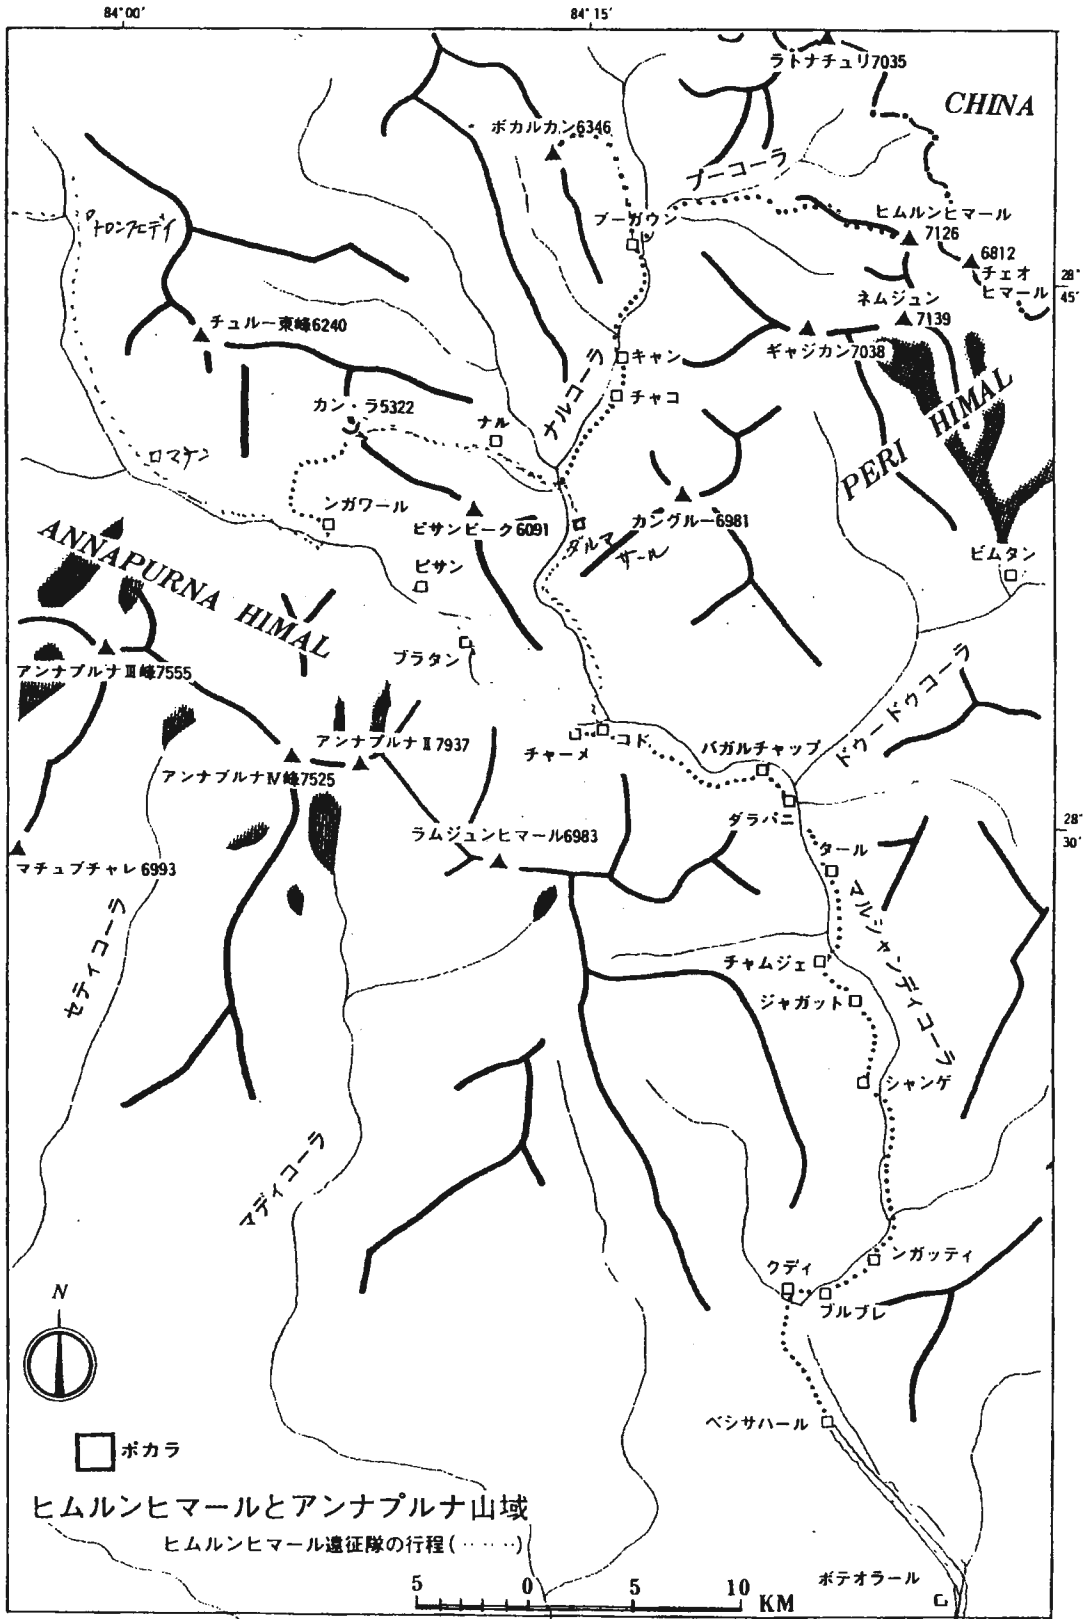 84°00′
84°15′
ラトナチュリ7035
CHINA
ボカルカン6346
プーコーラ
プーガウン
ヒムルンヒマール
7126
6812
チェオ
ヒマール
28°
45′
トロンフェディ
ネムジュン
7139
チュルー東峰6240
ギャジカン7038
キャン
チャコ
ナルコーラ
カン・ラ5322
ナル
PERI HIMAL
ロマナン
ンガワール
ピサンピーク6091
カングルー6981
ダルマ
サール
ビムタン
ANNAPURNA HIMAL
ピサン
ブラタン
アンナプルナⅢ峰7555
ドゥードゥコーラ
チャーメ
コド
バガルチャップ
アンナプルナⅡ7937
アンナプルナⅣ峰7525
ダラパニ
28°
30′
ラムジュンヒマール6983
タール
マチュプチャレ6993
マルシャンディコーラ
セティコーラ
チャムジェ
ジャガット
シャンゲ
マディコーラ
ンガッティ
クディ
ブルブレ
N
ベシサハール
ポカラ
ヒムルンヒマールとアンナプルナ山域
ヒムルンヒマール遠征隊の行程(‥‥‥)
ボテオラール
5 0 5 10 KM